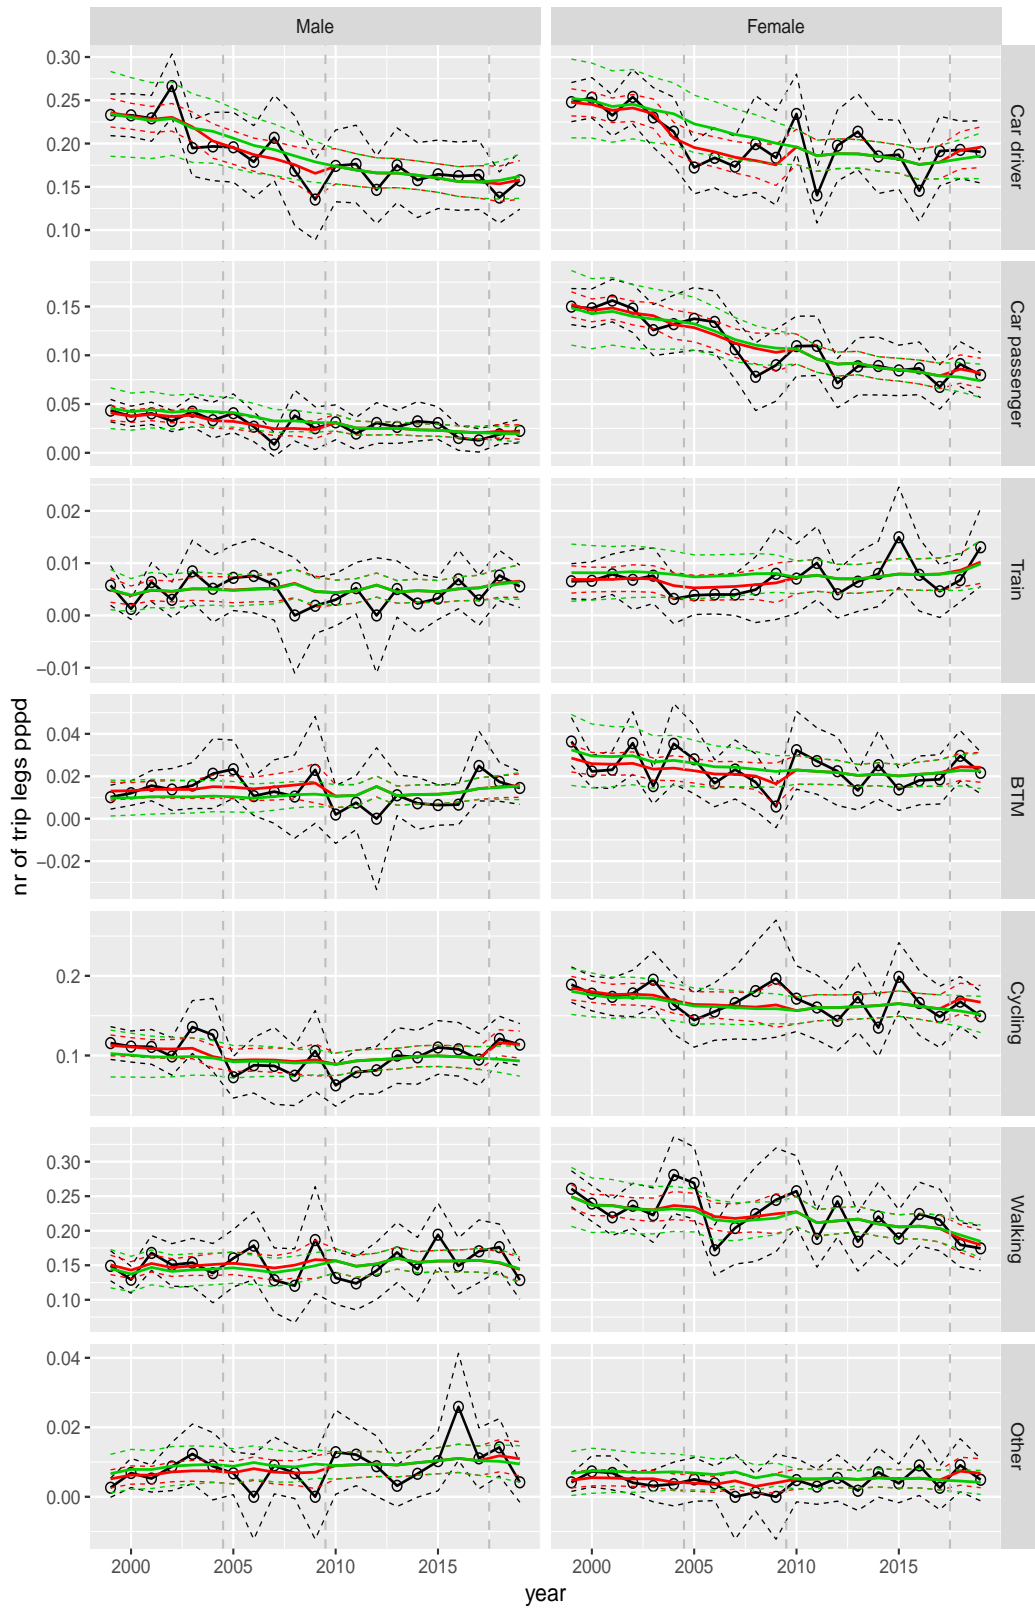 Male Female
0.30
0.25
0.20
0.15
0.10
Car driver
0.15
0.10
0.05
0.00
Car passenger
0.02
0.01
0.00
−0.01
Train
0.04
0.02
0.00
−0.02
BTM
0.2
0.1
Cycling
0.30
0.25
0.20
0.15
0.10
Walking
0.04
0.02
0.00
Other
2000 2005 2010 2015 2000 2005 2010 2015
year
nr of trip legs pppd